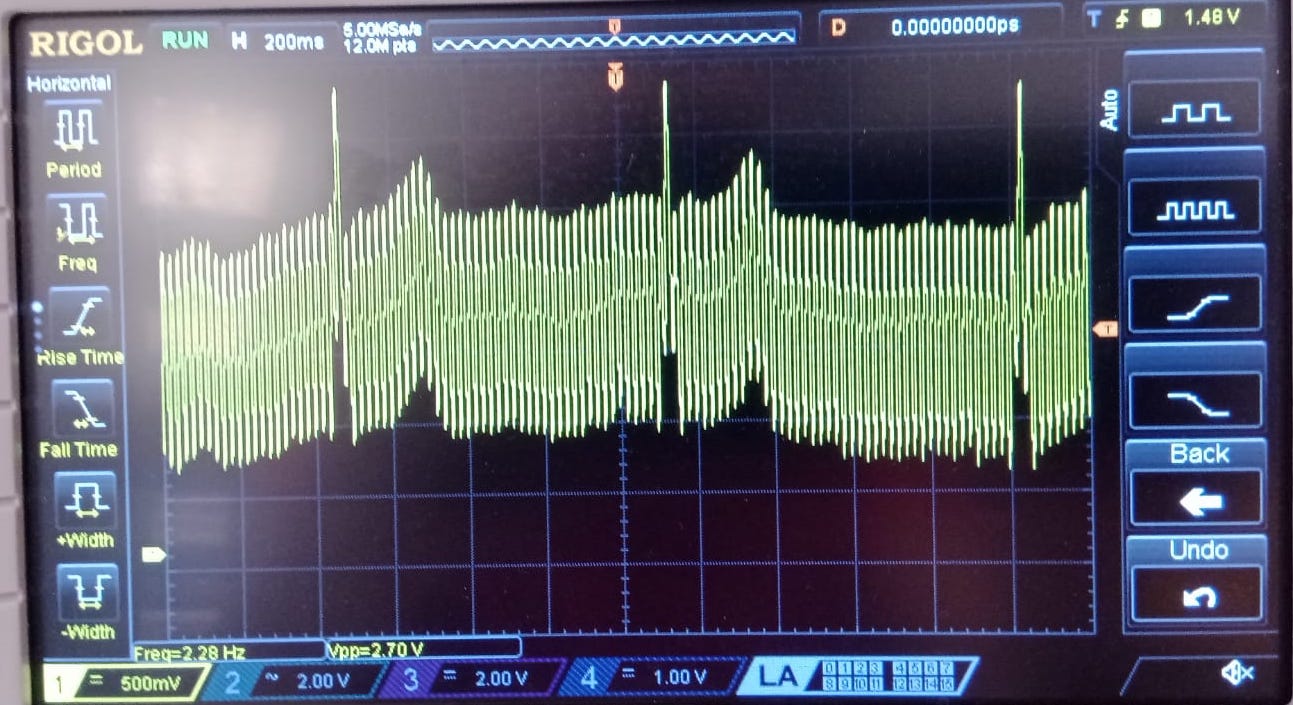 RIGOL RUN H 200ms 5.00MSa/s 12.0M pts D 0.00000000ps T 1.48 V
Horizontal
Period
Freq
Rise Time
Fall Time
+Width
-Width
T
T
Auto
T
Back
Undo
Freq=2.28 Hz Vpp=2.70 V
1 = 500mV 2 ~ 2.00 V 3 = 2.00 V 4 = 1.00 V LA 0 1 2 3 4 5 6 7
8 9 10 11 12 13 14 15